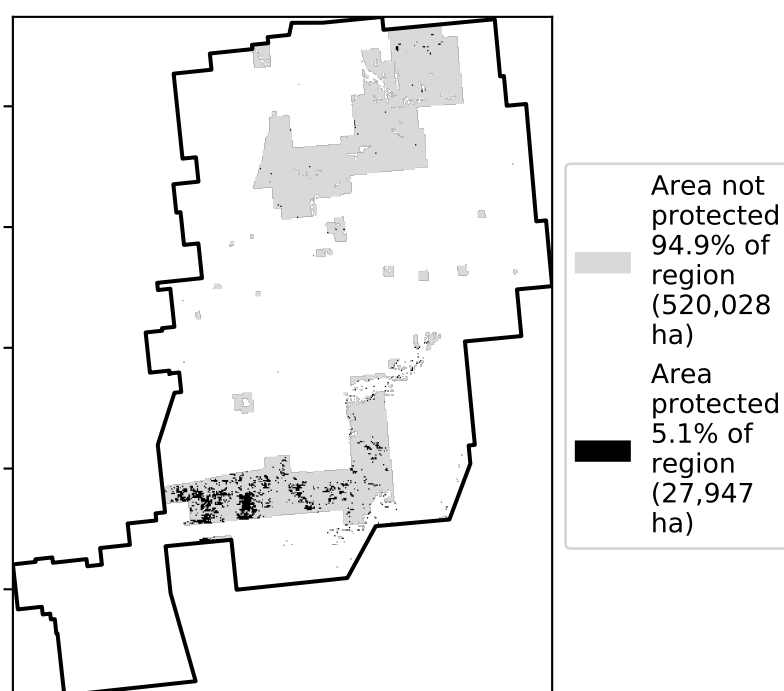 Area not
protected
94.9% of
region
(520,028
ha)
Area
protected
5.1% of
region
(27,947
ha)